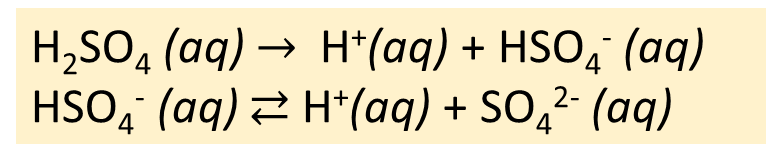 H₂SO₄ (aq) → H⁺(aq) + HSO₄⁻ (aq)
HSO₄⁻ (aq) ⇄ H⁺(aq) + SO₄²⁻ (aq)